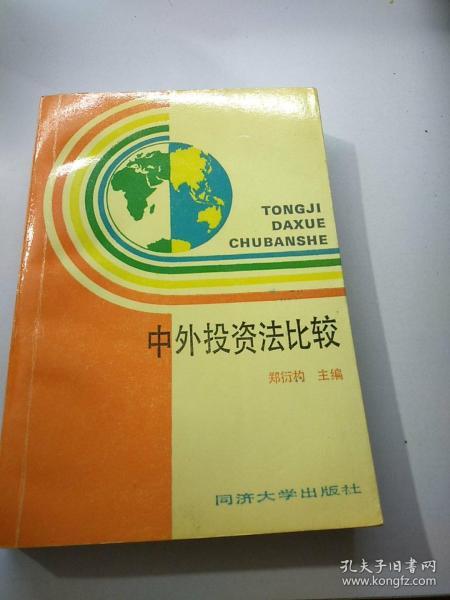 TONGJI
DAXUE
CHUBANSHE
中外投资法比较
郑衍杓 主编
同济大学出版社
孔夫子旧书网
www.kongfz.com